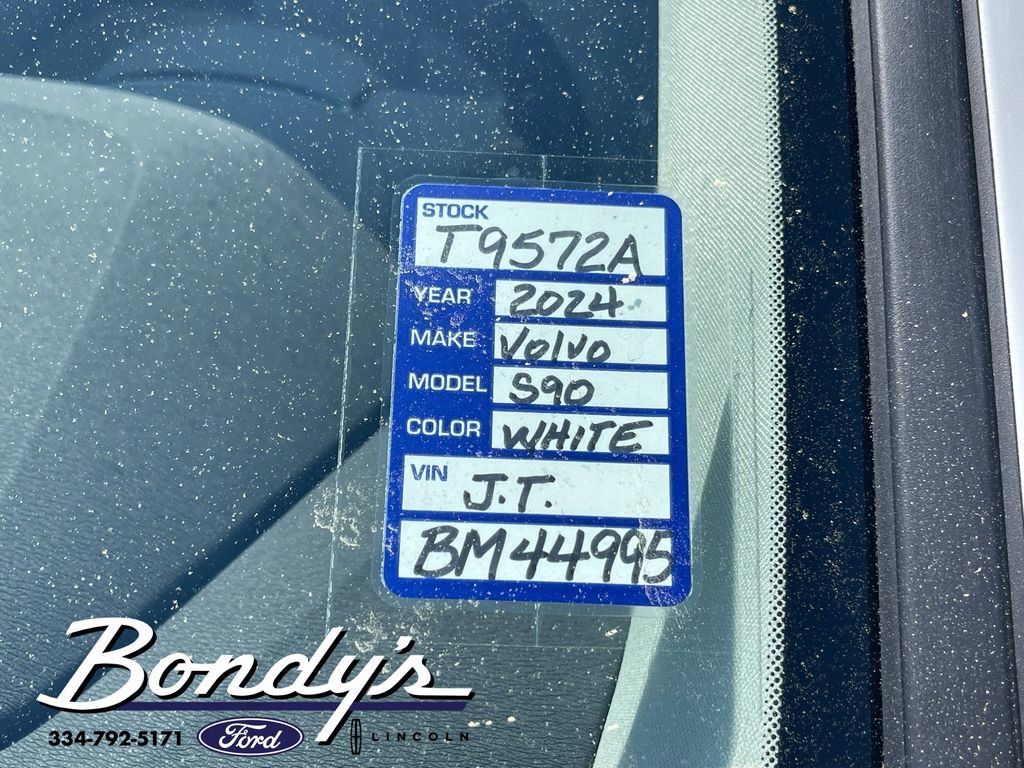 STOCK
T9572A
YEAR 2024
MAKE Volvo
MODEL S90
COLOR WHITE
VIN J.T.
BM44995
Bondy's
334-792-5171 Ford LINCOLN